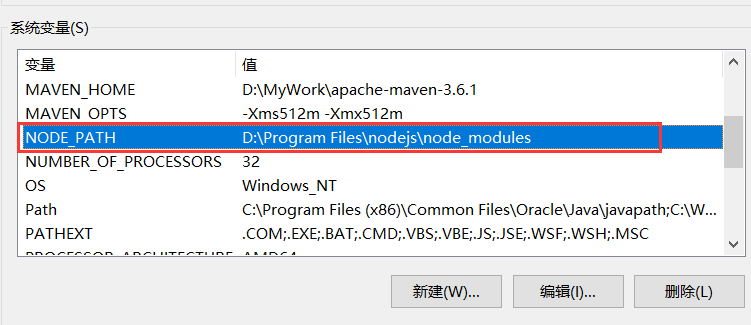 系统变量(S)
变量 值
MAVEN_HOME D:\MyWork\apache-maven-3.6.1
MAVEN_OPTS -Xms512m -Xmx512m
NODE_PATH D:\Program Files\nodejs\node_modules
NUMBER_OF_PROCESSORS 32
OS Windows_NT
Path C:\Program Files (x86)\Common Files\Oracle\Java\javapath;C:\W...
PATHEXT .COM;.EXE;.BAT;.CMD;.VBS;.VBE;.JS;.JSE;.WSF;.WSH;.MSC
PROCESSOR_ARCHITECTURE AMD64
新建(W)... 编辑(I)... 删除(L)